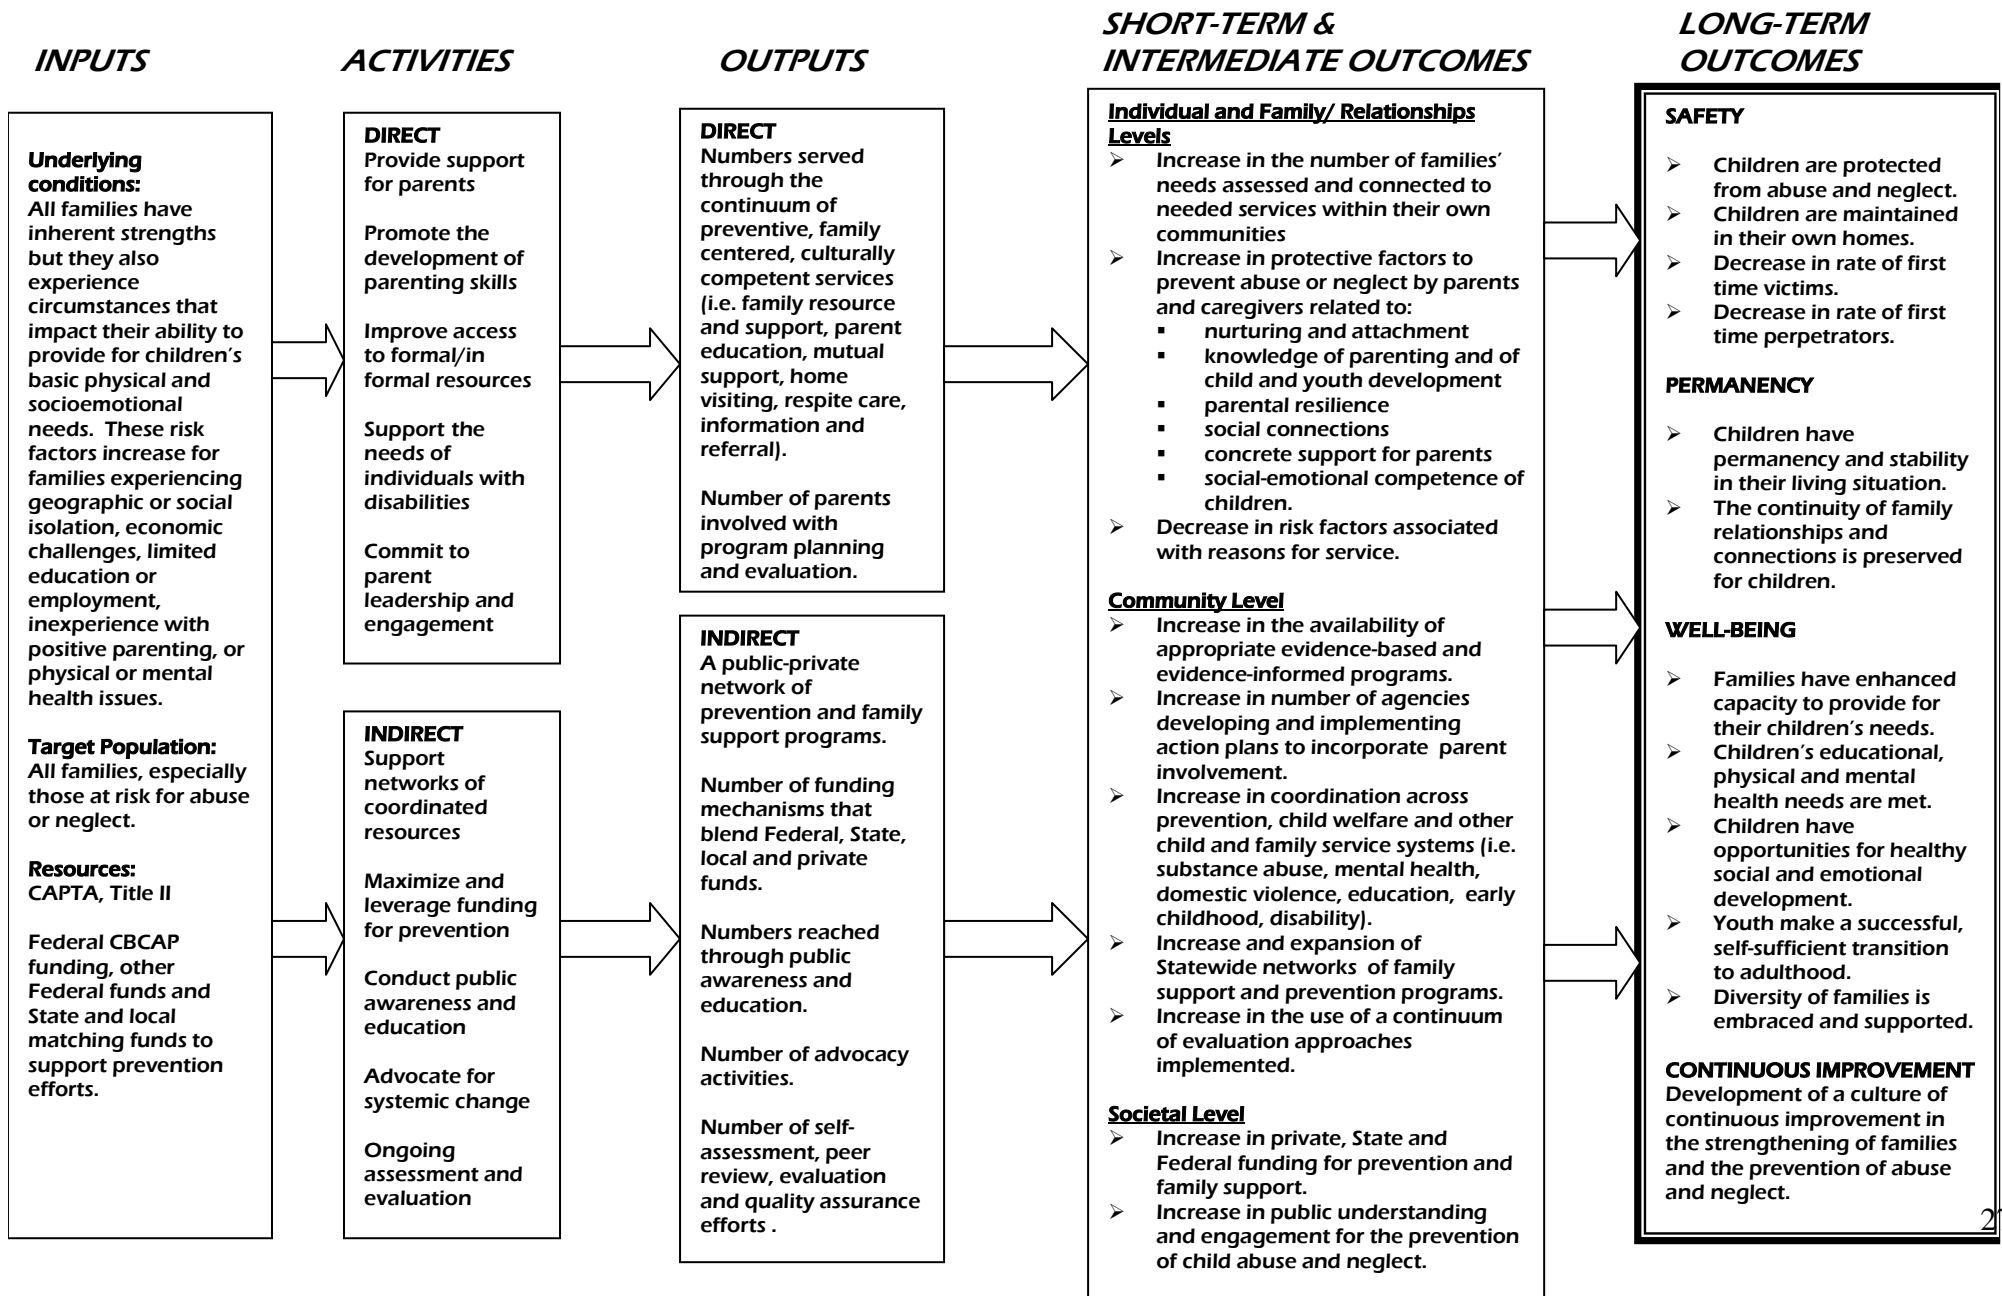 INPUTS
ACTIVITIES
OUTPUTS
SHORT-TERM &
INTERMEDIATE OUTCOMES
LONG-TERM
OUTCOMES
Underlying
conditions:
All families have
inherent strengths
but they also
experience
circumstances that
impact their ability to
provide for children's
basic physical and
socioemotional
needs. These risk
factors increase for
families experiencing
geographic or social
isolation, economic
challenges, limited
education or
employment,
inexperience with
positive parenting, or
physical or mental
health issues.
Target Population:
All families, especially
those at risk for abuse
or neglect.
Resources:
CAPTA, Title II
Federal CBCAP
funding, other
Federal funds and
State and local
matching funds to
support prevention
efforts.
DIRECT
Provide support
for parents
Promote the
development of
parenting skills
Improve access
to formal/in
formal resources
Support the
needs of
individuals with
disabilities
Commit to
parent
leadership and
engagement
INDIRECT
Support
networks of
coordinated
resources
Maximize and
leverage funding
for prevention
Conduct public
awareness and
education
Advocate for
systemic change
Ongoing
assessment and
evaluation
DIRECT
Numbers served
through the
continuum of
preventive, family
centered, culturally
competent services
(i.e. family resource
and support, parent
education, mutual
support, home
visiting, respite care,
information and
referral).
Number of parents
involved with
program planning
and evaluation.
INDIRECT
A public-private
network of
prevention and family
support programs.
Number of funding
mechanisms that
blend Federal, State,
local and private
funds.
Numbers reached
through public
awareness and
education.
Number of advocacy
activities.
Number of self-
assessment, peer
review, evaluation
and quality assurance
efforts .
Individual and Family/ Relationships
Levels
➢ Increase in the number of families'
needs assessed and connected to
needed services within their own
communities
➢ Increase in protective factors to
prevent abuse or neglect by parents
and caregivers related to:
▪ nurturing and attachment
▪ knowledge of parenting and of
child and youth development
▪ parental resilience
▪ social connections
▪ concrete support for parents
▪ social-emotional competence of
children.
➢ Decrease in risk factors associated
with reasons for service.
Community Level
➢ Increase in the availability of
appropriate evidence-based and
evidence-informed programs.
➢ Increase in number of agencies
developing and implementing
action plans to incorporate parent
involvement.
➢ Increase in coordination across
prevention, child welfare and other
child and family service systems (i.e.
substance abuse, mental health,
domestic violence, education, early
childhood, disability).
➢ Increase and expansion of
Statewide networks of family
support and prevention programs.
➢ Increase in the use of a continuum
of evaluation approaches
implemented.
Societal Level
➢ Increase in private, State and
Federal funding for prevention and
family support.
➢ Increase in public understanding
and engagement for the prevention
of child abuse and neglect.
SAFETY
➢ Children are protected
from abuse and neglect.
➢ Children are maintained
in their own homes.
➢ Decrease in rate of first
time victims.
➢ Decrease in rate of first
time perpetrators.
PERMANENCY
➢ Children have
permanency and stability
in their living situation.
➢ The continuity of family
relationships and
connections is preserved
for children.
WELL-BEING
➢ Families have enhanced
capacity to provide for
their children's needs.
➢ Children's educational,
physical and mental
health needs are met.
➢ Children have
opportunities for healthy
social and emotional
development.
➢ Youth make a successful,
self-sufficient transition
to adulthood.
➢ Diversity of families is
embraced and supported.
CONTINUOUS IMPROVEMENT
Development of a culture of
continuous improvement in
the strengthening of families
and the prevention of abuse
and neglect.